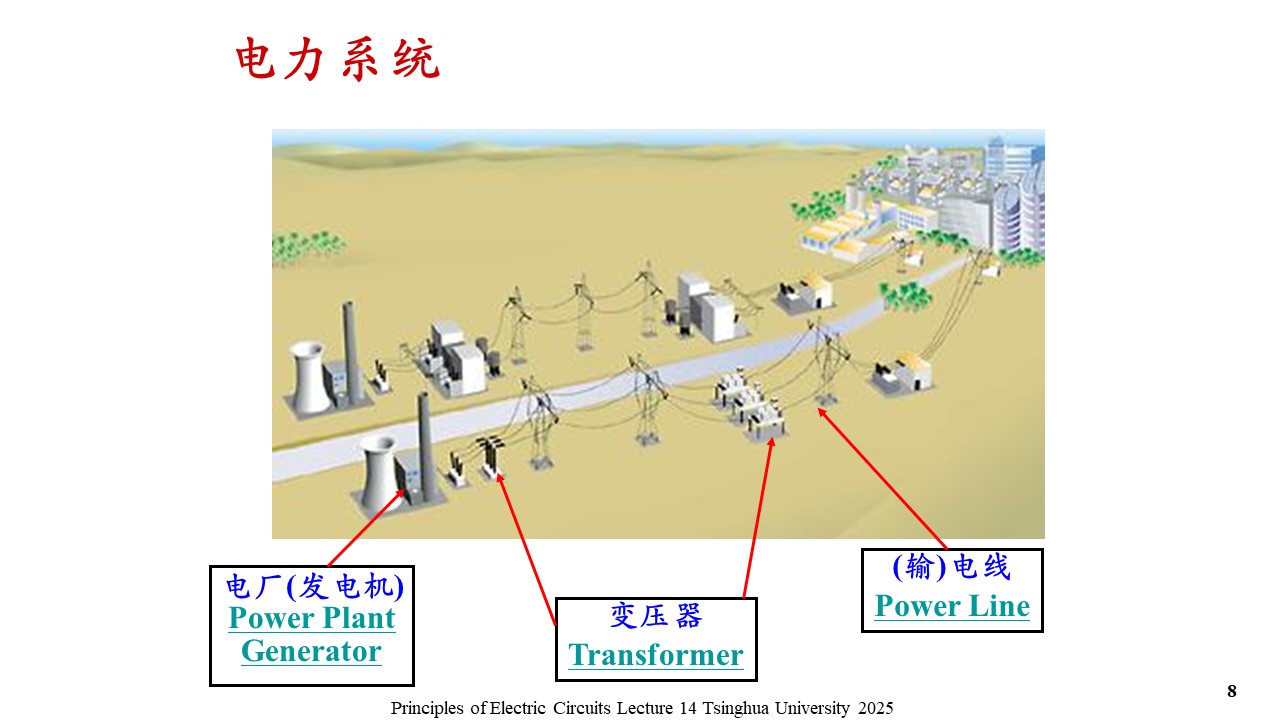 电力系统
电厂(发电机)
Power Plant
Generator
变压器
Transformer
(输)电线
Power Line
Principles of Electric Circuits Lecture 14 Tsinghua University 2025
8